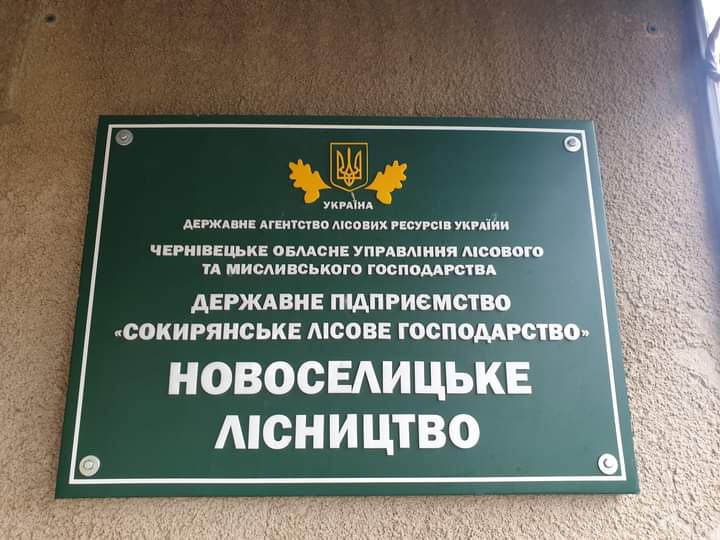 УКРАЇНА
ДЕРЖАВНЕ АГЕНТСТВО ЛІСОВИХ РЕСУРСІВ УКРАЇНИ
ЧЕРНІВЕЦЬКЕ ОБЛАСНЕ УПРАВЛІННЯ ЛІСОВОГО
ТА МИСЛИВСЬКОГО ГОСПОДАРСТВА
ДЕРЖАВНЕ ПІДПРИЄМСТВО
«СОКИРЯНСЬКЕ ЛІСОВЕ ГОСПОДАРСТВО»
НОВОСЕЛИЦЬКЕ
ЛІСНИЦТВО